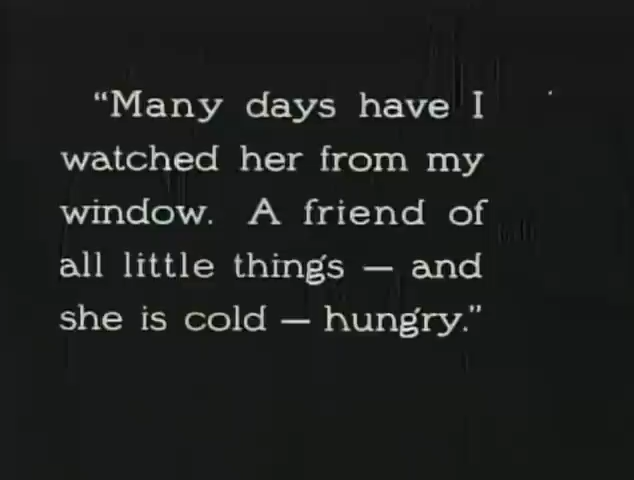 “Many days have I
watched her from my
window. A friend of
all little things — and
she is cold — hungry.”